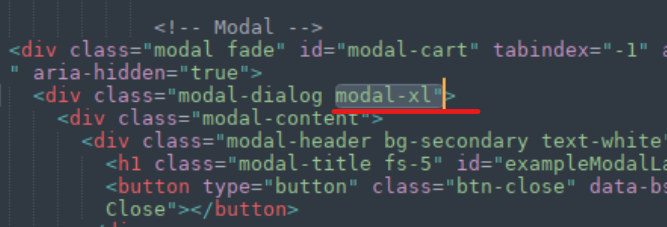 <!-- Modal -->
<div class="modal fade" id="modal-cart" tabindex="-1" a
" aria-hidden="true">
<div class="modal-dialog modal-xl">
<div class="modal-content">
<div class="modal-header bg-secondary text-white"
<h1 class="modal-title fs-5" id="exampleModalLa
<button type="button" class="btn-close" data-bs
Close"></button>